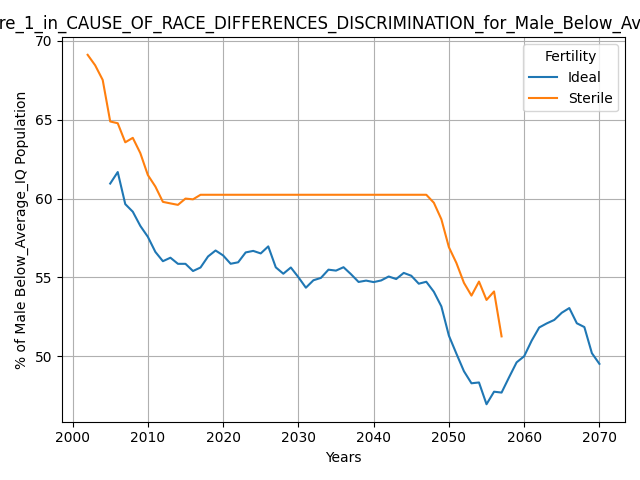 re_1_in_CAUSE_OF_RACE_DIFFERENCES_DISCRIMINATION_for_Male_Below_Av
70
65
60
55
50
% of Male Below_Average_IQ Population
Fertility
Ideal
Sterile
2000 2010 2020 2030 2040 2050 2060 2070
Years